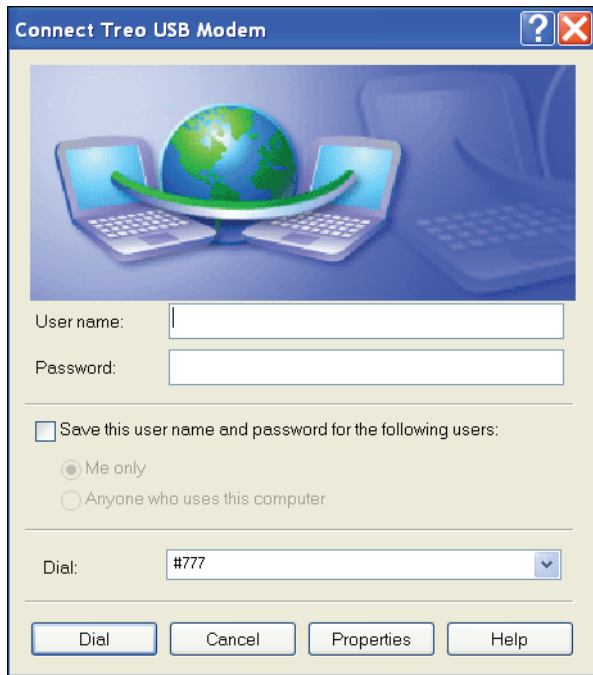 Connect Treo USB Modem
User name:
Password:
Save this user name and password for the following users:
Me only
Anyone who uses this computer
Dial:
#777
Dial
Cancel
Properties
Help